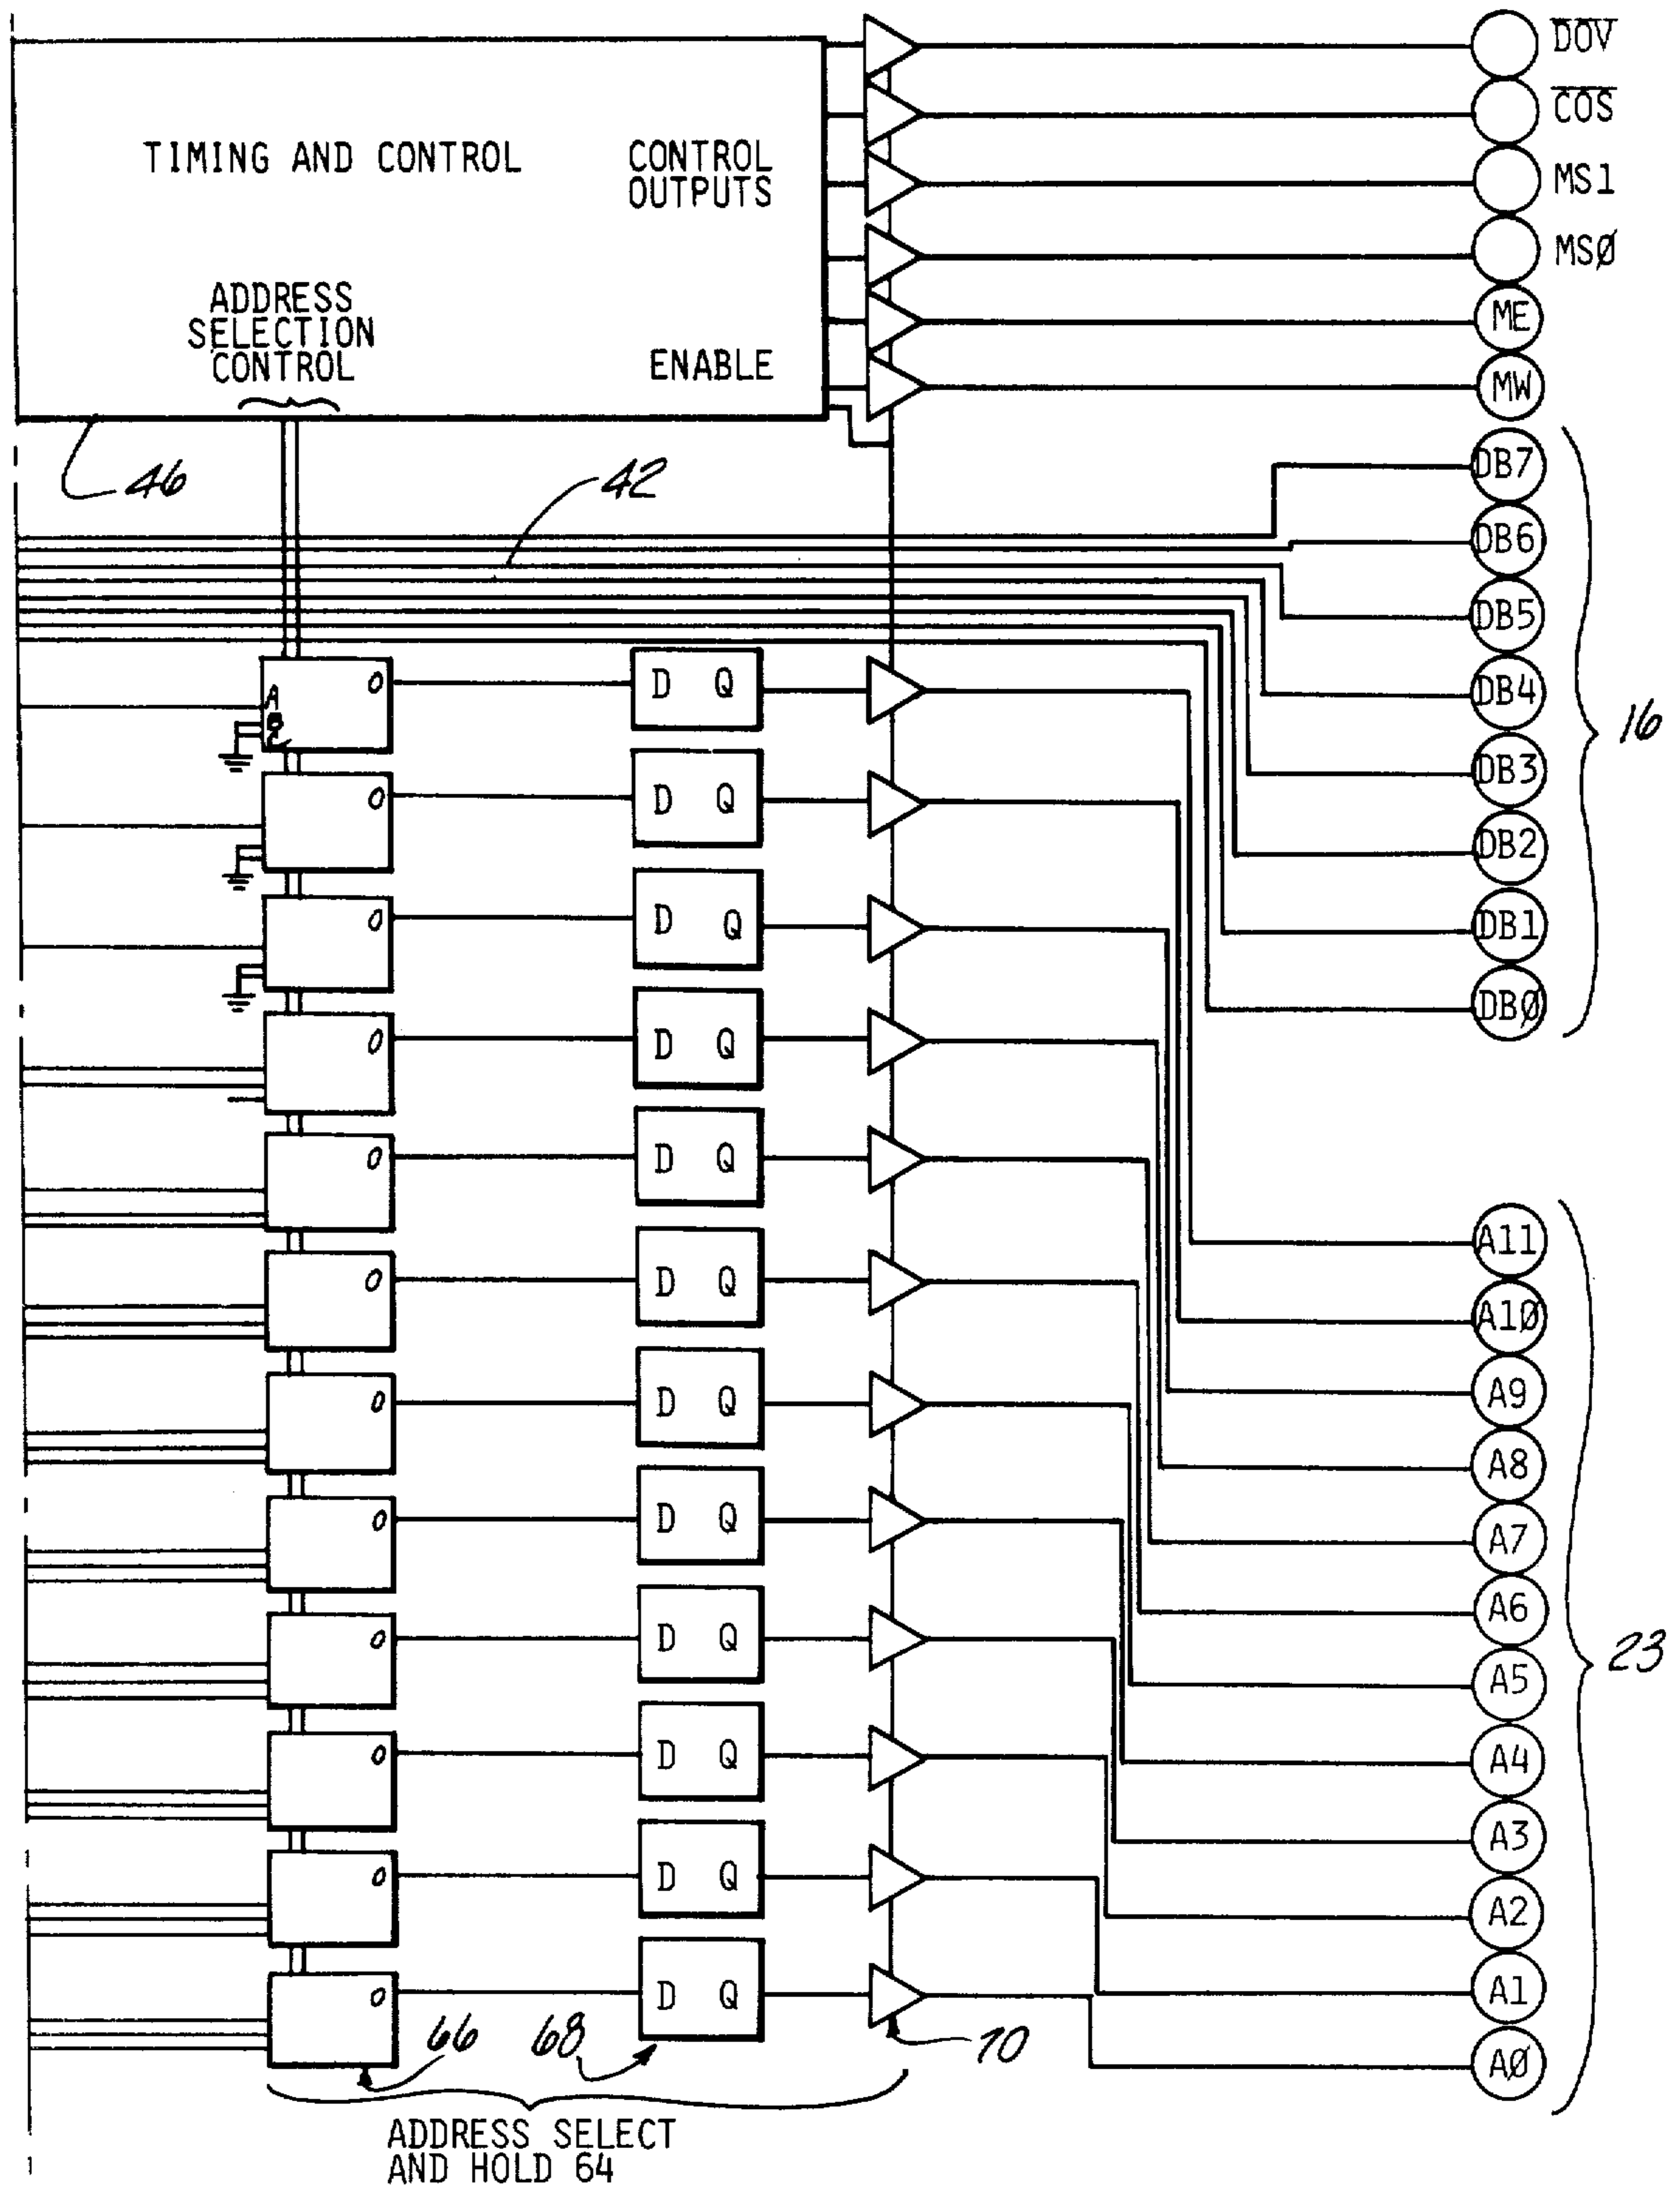 DOV
COS
TIMING AND CONTROL
CONTROL
OUTPUTS
MS1
MSØ
ADDRESS
SELECTION
CONTROL
ENABLE
ME
MW
46
42
DB7
DB6
DB5
DB4
DB3
DB2
DB1
DBØ
16
A
B
C
O
D Q
O
D Q
O
D Q
O
D Q
O
D Q
O
D Q
O
D Q
O
D Q
O
D Q
O
D Q
O
D Q
O
D Q
A11
A1Ø
A9
A8
A7
A6
A5
A4
A3
A2
A1
AØ
23
66
68
70
ADDRESS SELECT
AND HOLD 64